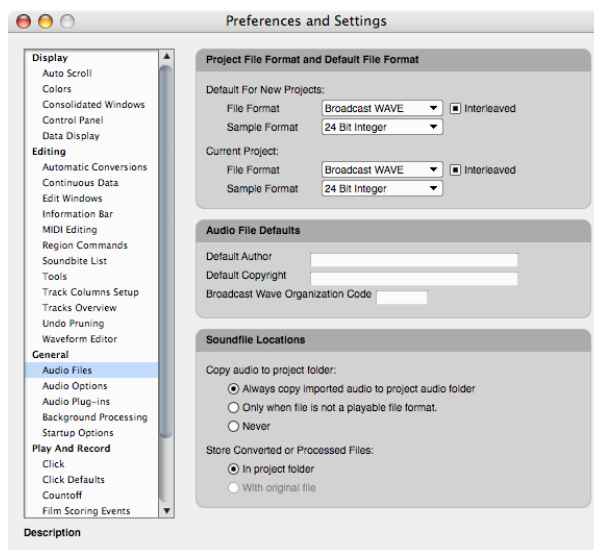 Preferences and Settings
Display
Auto Scroll
Colors
Consolidated Windows
Control Panel
Data Display
Editing
Automatic Conversions
Continuous Data
Edit Windows
Information Bar
MIDI Editing
Region Commands
Soundbite List
Tools
Track Columns Setup
Tracks Overview
Undo Pruning
Waveform Editor
General
Audio Files
Audio Options
Audio Plug-ins
Background Processing
Startup Options
Play And Record
Click
Click Defaults
Countoff
Film Scoring Events
Description
Project File Format and Default File Format
Default For New Projects:
File Format Broadcast WAVE Interleaved
Sample Format 24 Bit Integer
Current Project:
File Format Broadcast WAVE Interleaved
Sample Format 24 Bit Integer
Audio File Defaults
Default Author
Default Copyright
Broadcast Wave Organization Code
Soundfile Locations
Copy audio to project folder:
Always copy imported audio to project audio folder
Only when file is not a playable file format.
Never
Store Converted or Processed Files:
In project folder
With original file